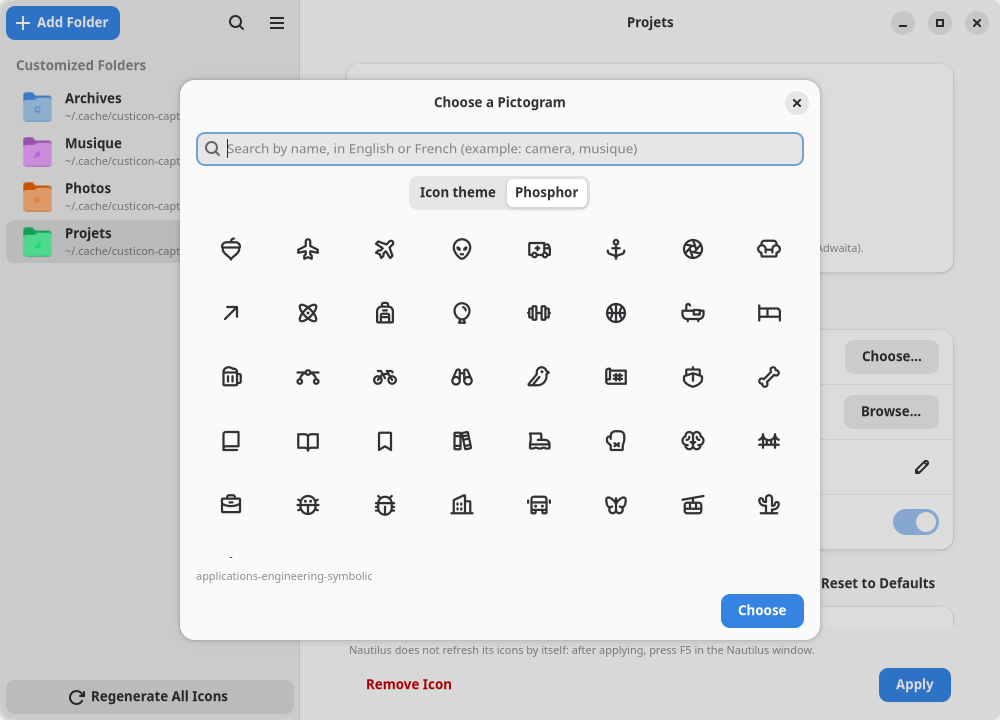 Add Folder
Projets
Customized Folders
Archives
~/.cache/custicon-capt
Musique
~/.cache/custicon-capt
Photos
~/.cache/custicon-capt
Projets
~/.cache/custicon-capt
Choose a Pictogram
Search by name, in English or French (example: camera, musique)
Icon theme
Phosphor
applications-engineering-symbolic
Choose
Adwaita).
Choose...
Browse...
Reset to Defaults
Nautilus does not refresh its icons by itself: after applying, press F5 in the Nautilus window.
Regenerate All Icons
Remove Icon
Apply